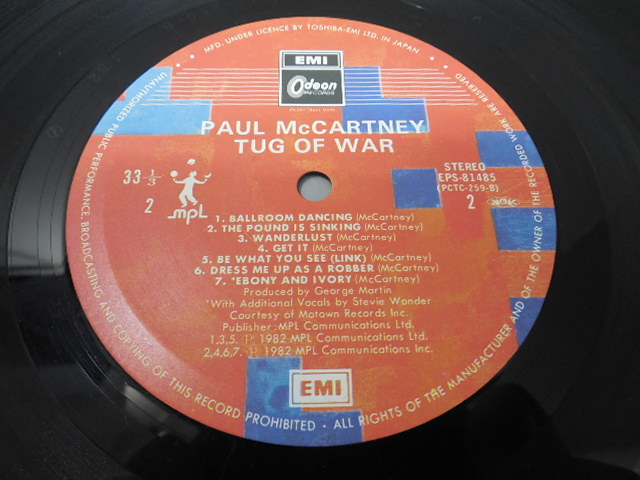 MFD. UNDER LICENCE BY TOSHIBA-EMI LTD. IN JAPAN
UNAUTHORIZED PUBLIC PERFORMANCE, BROADCASTING AND COPYING OF THIS RECORD PROHIBITED · ALL RIGHTS OF THE MANUFACTURER AND OF THE OWNER OF THE RECORDED WORK ARE RESERVED
EMI
Odeon
RECORDS
PAUL McCARTNEY
TUG OF WAR
33 1/3
2
MPL
STEREO
EPS-81485
(PCTC-259-B)
2
1. BALLROOM DANCING (McCartney)
2. THE POUND IS SINKING (McCartney)
3. WANDERLUST (McCartney)
4. GET IT (McCartney)
5. BE WHAT YOU SEE (LINK) (McCartney)
6. DRESS ME UP AS A ROBBER (McCartney)
7. *EBONY AND IVORY (McCartney)
Produced by George Martin
*With Additional Vocals by Stevie Wonder
Courtesy of Motown Records Inc.
Publisher: MPL Communications Ltd.
1.3.5. Ⓟ 1982 MPL Communications Ltd.
2.4.6.7. Ⓟ 1982 MPL Communications Inc.
EMI